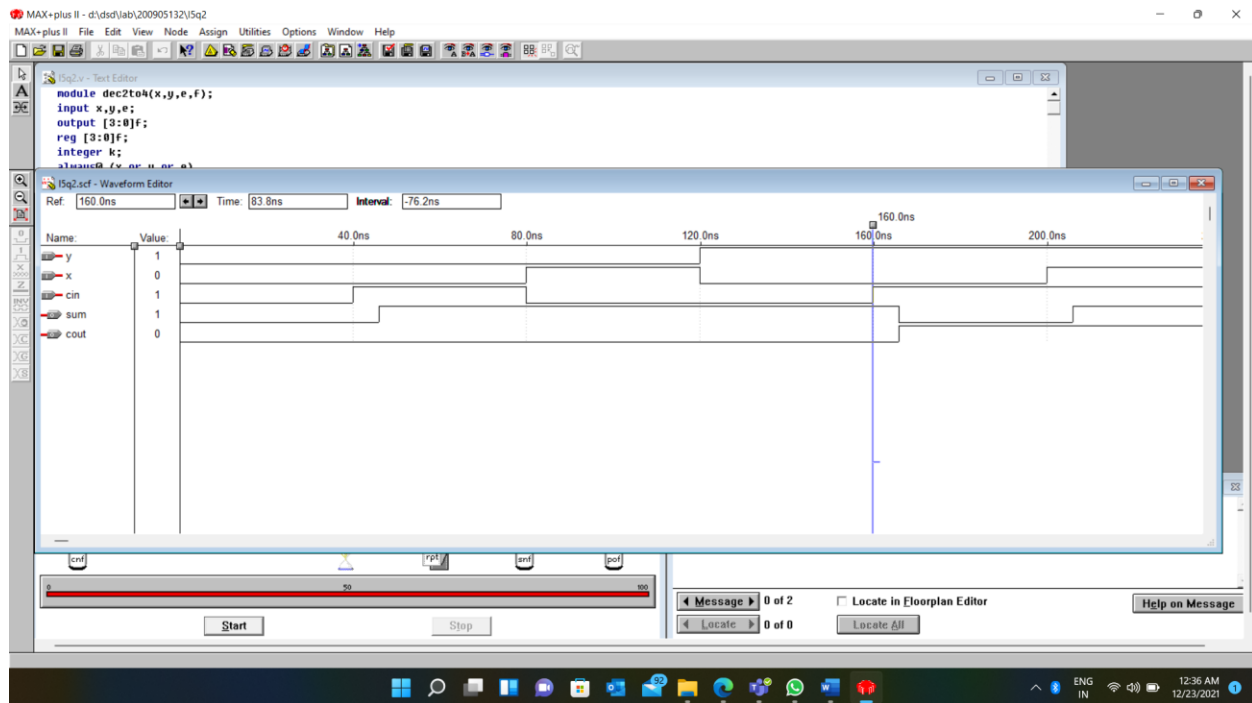 MAX+plus II - d:\dsd\lab\200905132\l5q2
MAX+plus II File Edit View Node Assign Utilities Options Window Help
l5q2.v - Text Editor
module dec2to4(x,y,e,f);
input x,y,e;
output [3:0]f;
reg [3:0]f;
integer k;
always@ (x or y or e)
l5q2.scf - Waveform Editor
Ref: 160.0ns Time: 83.8ns Interval: -76.2ns
160.0ns
Name: Value: 40.0ns 80.0ns 120.0ns 160.0ns 200.0ns
y 1
x 0
cin 1
sum 1
cout 0
cnf rpt snf pof
0 50 100
Start Stop
Message 0 of 2 Locate in Floorplan Editor Help on Message
Locate 0 of 0 Locate All
92
ENG
IN
12:36 AM
12/23/2021
1